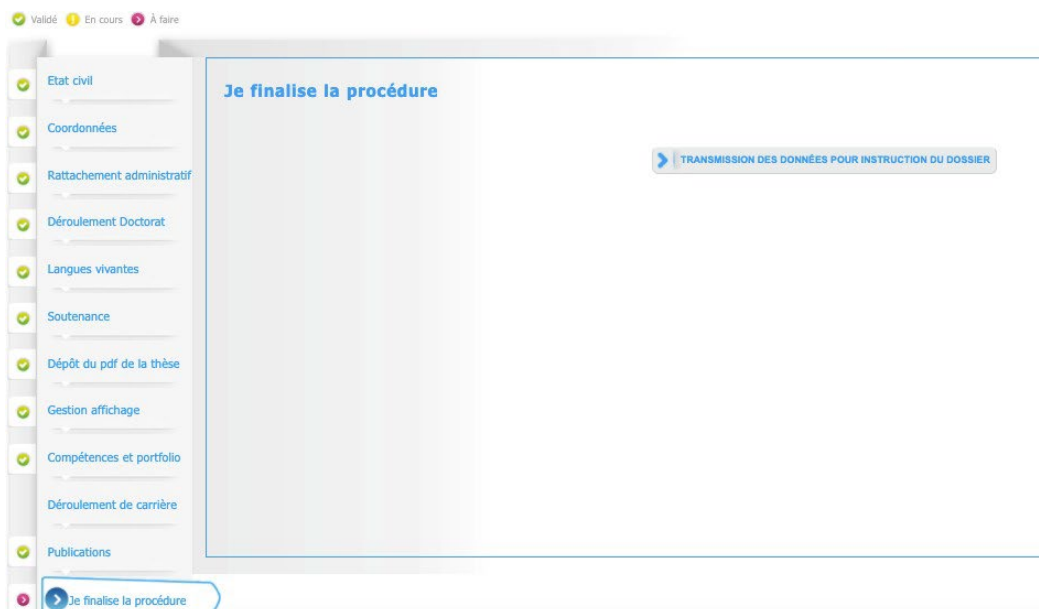 Validé En cours À faire
Etat civil
Je finalise la procédure
Coordonnées
TRANSMISSION DES DONNÉES POUR INSTRUCTION DU DOSSIER
Rattachement administratif
Déroulement Doctorat
Langues vivantes
Soutenance
Dépôt du pdf de la thèse
Gestion affichage
Compétences et portfolio
Déroulement de carrière
Publications
Je finalise la procédure